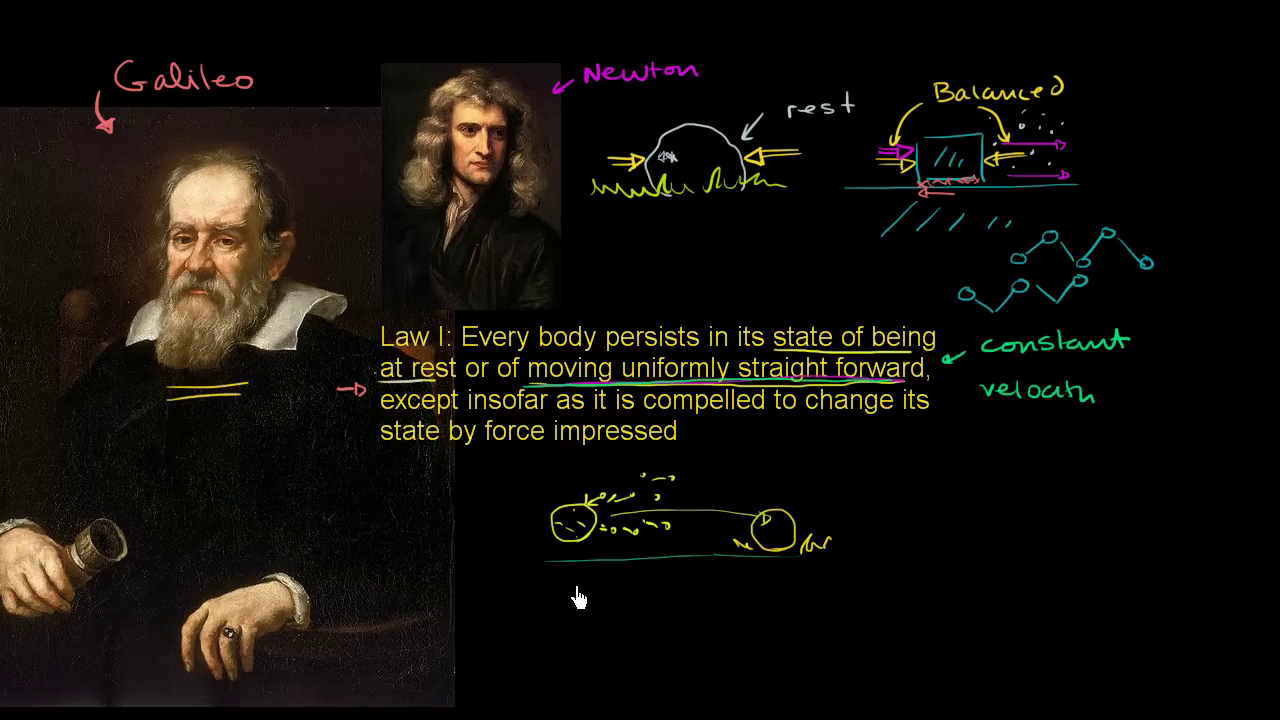 Galileo
Newton
rest
Balanced
Law I: Every body persists in its state of being
at rest or of moving uniformly straight forward,
except insofar as it is compelled to change its
state by force impressed
constant
velocity